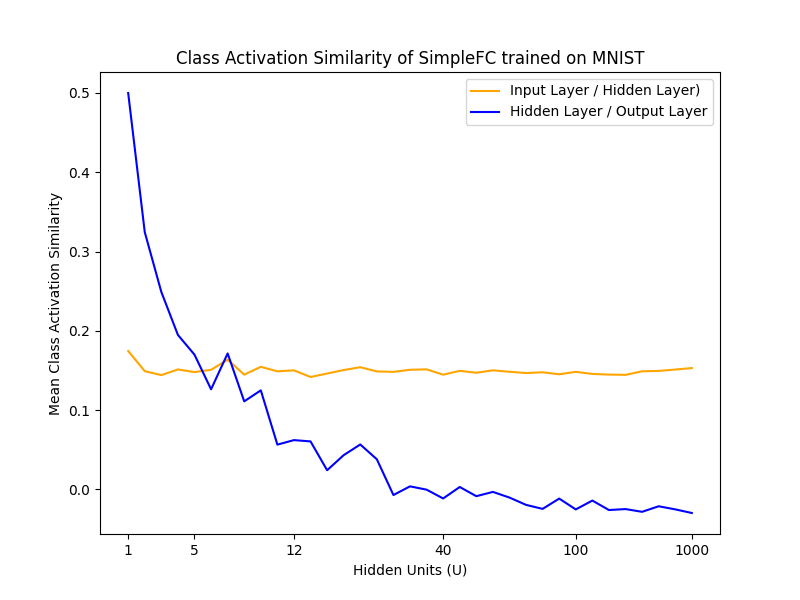 Class Activation Similarity of SimpleFC trained on MNIST
Input Layer / Hidden Layer)
Hidden Layer / Output Layer
Mean Class Activation Similarity
0.5
0.4
0.3
0.2
0.1
0.0
1 5 12 40 100 1000
Hidden Units (U)